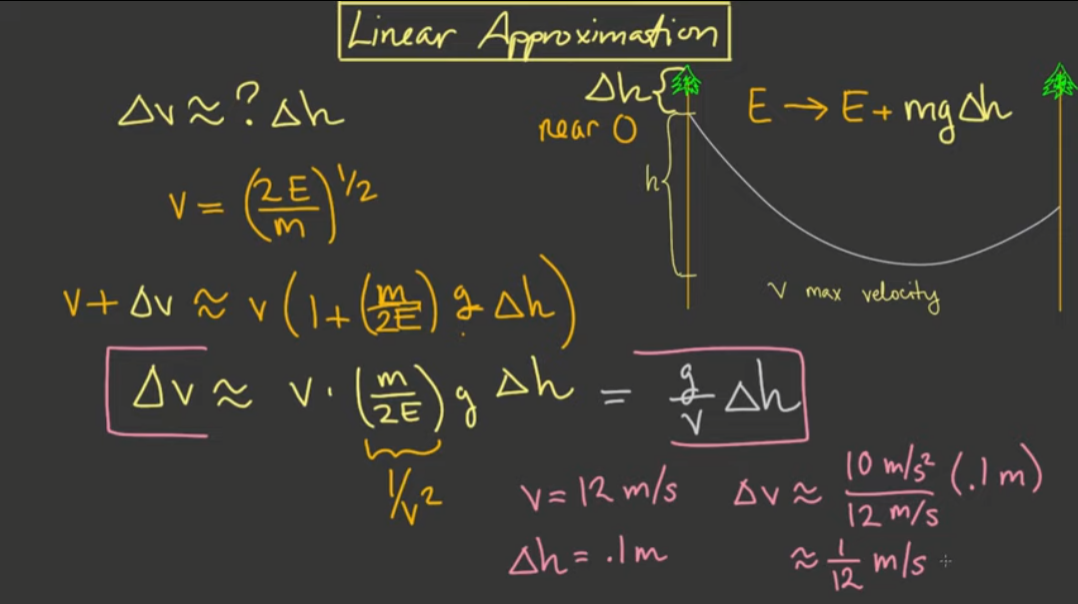 Linear Approximation
Δv ≈ ? Δh
Δh
near 0
E → E + mgΔh
h
v = (2E/m)^1/2
v max velocity
v + Δv ≈ v(1 + (m/2E) g Δh)
Δv ≈ v · (m/2E) g Δh = g/v Δh
1/v²
v = 12 m/s
Δh = .1 m
Δv ≈ 10 m/s² / 12 m/s (.1 m)
≈ 1/12 m/s